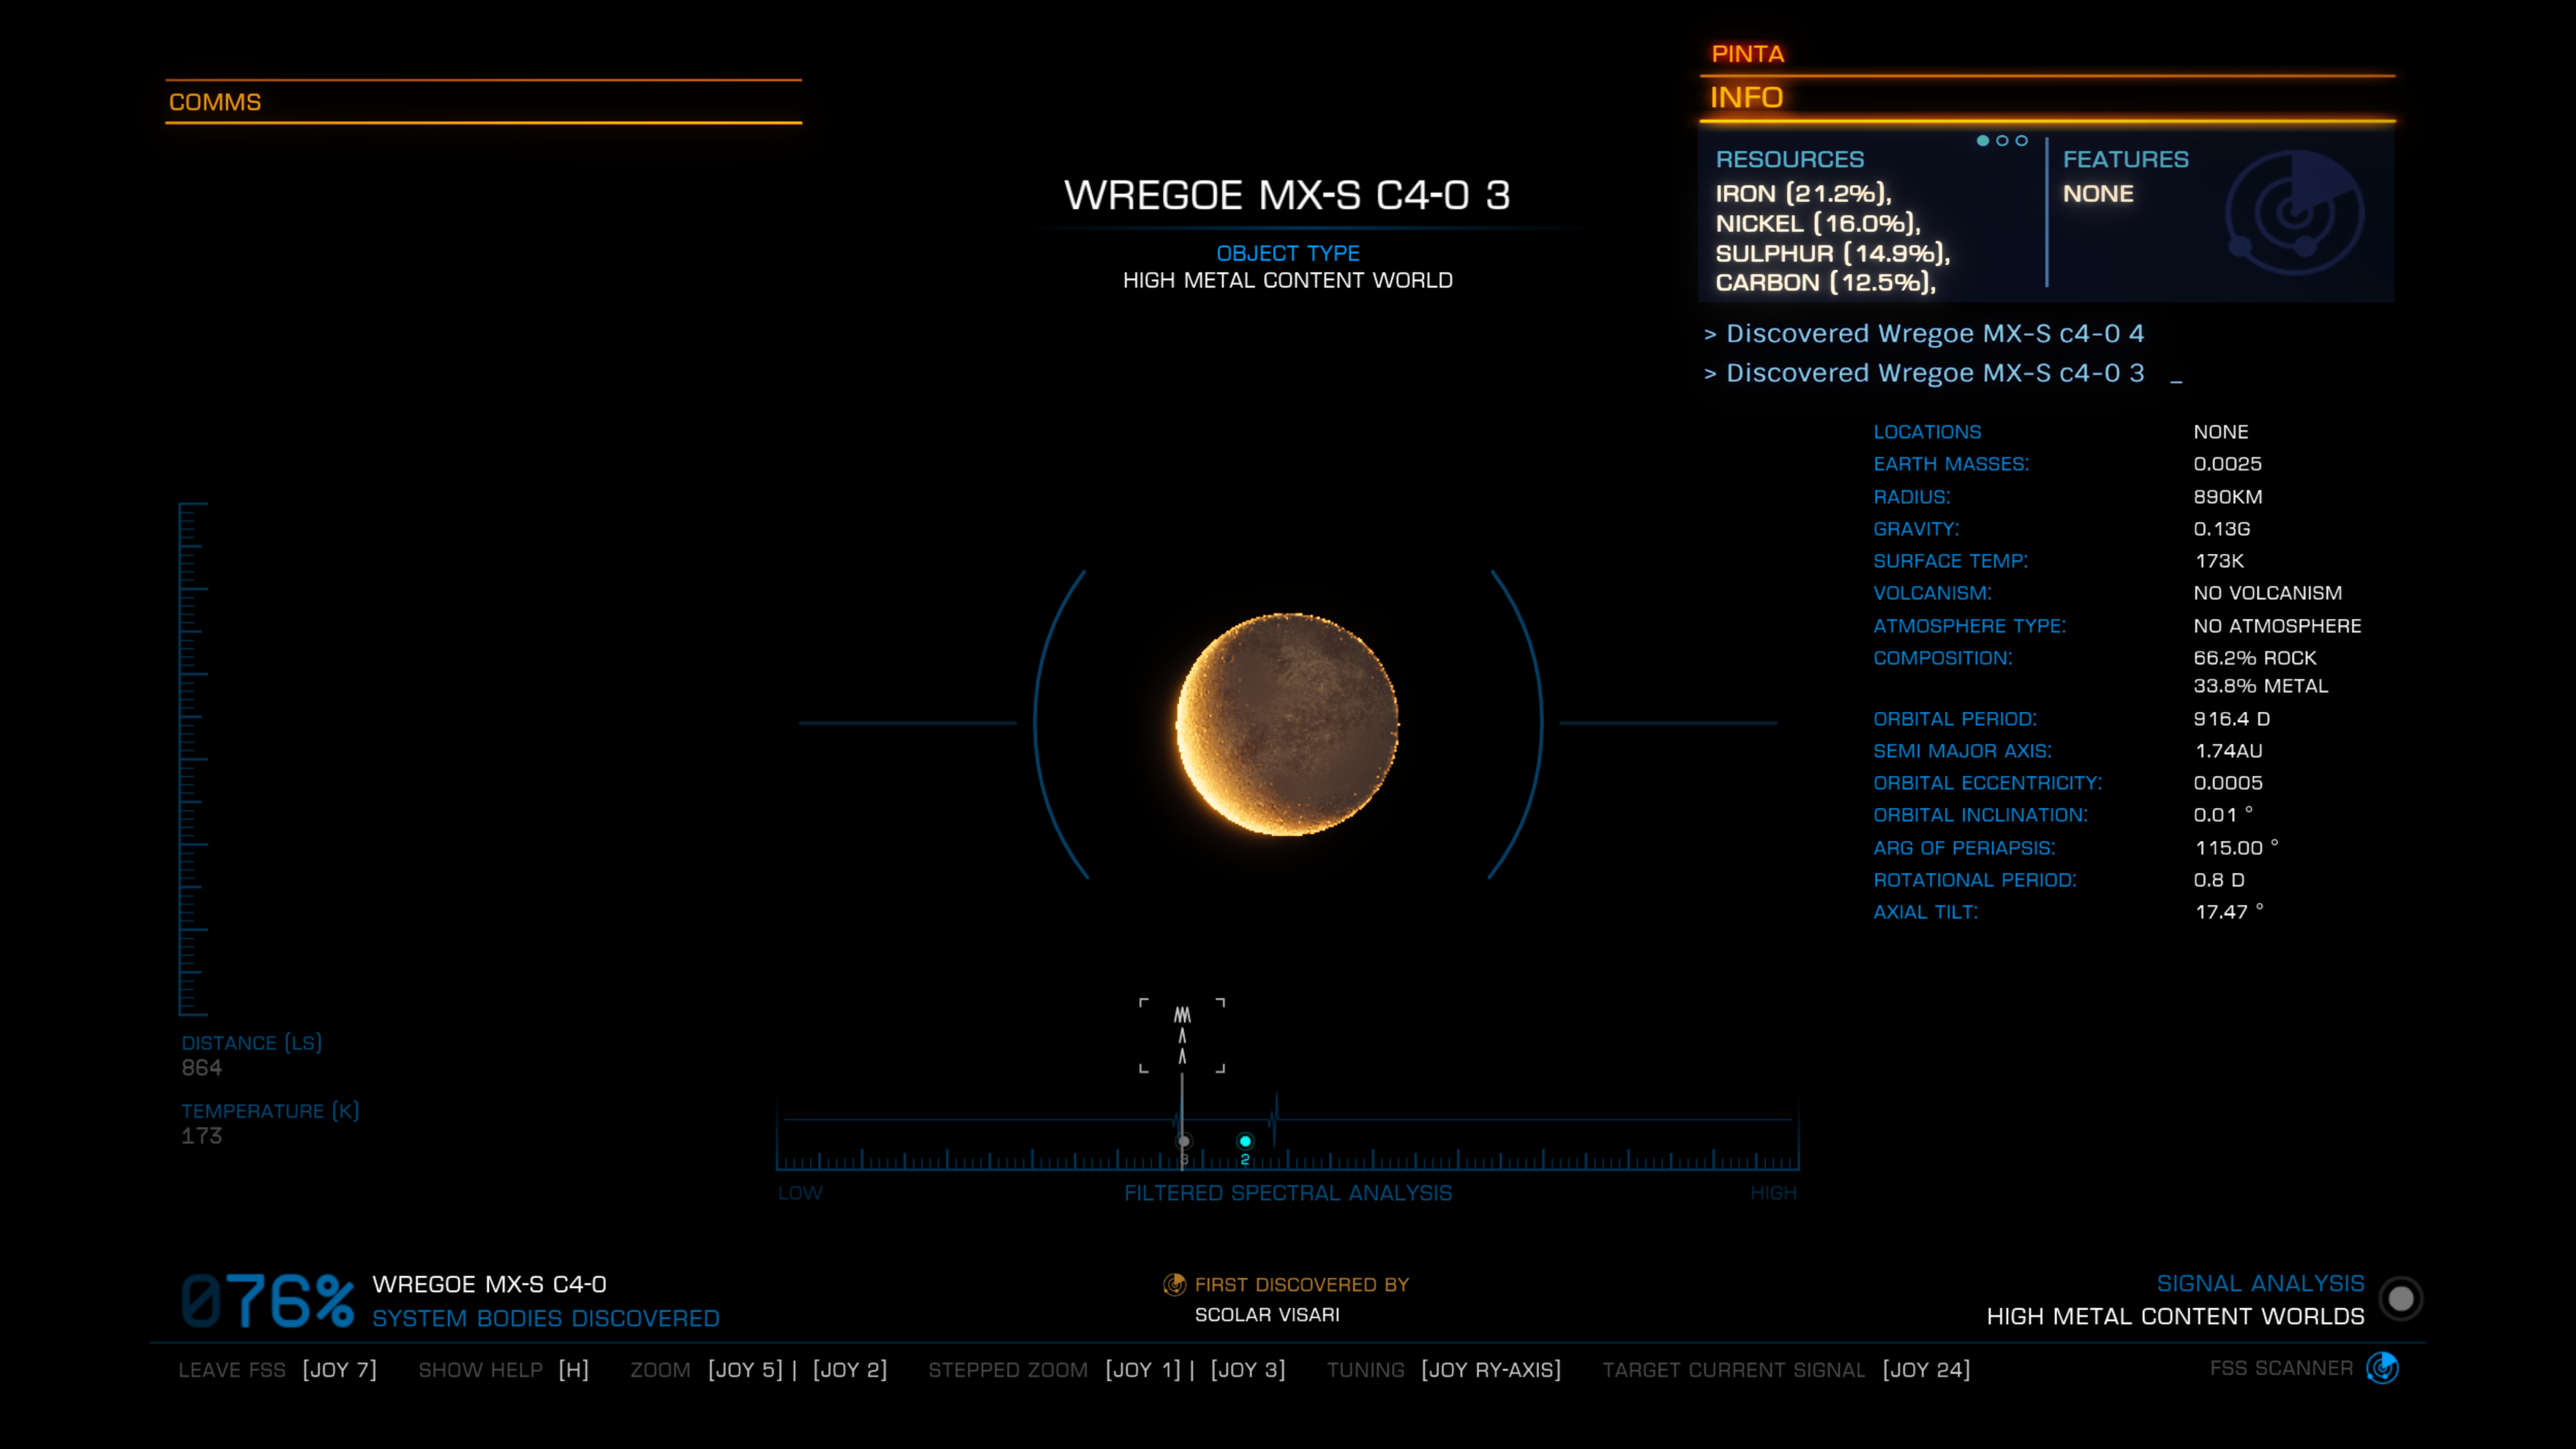 PINTA
COMMS
INFO
RESOURCES
IRON (21.2%),
NICKEL (16.0%),
SULPHUR (14.9%),
CARBON (12.5%),
FEATURES
NONE
WREGOE MX-S C4-0 3
OBJECT TYPE
HIGH METAL CONTENT WORLD
> Discovered Wregoe MX-S c4-0 4
> Discovered Wregoe MX-S c4-0 3 _
LOCATIONS NONE
EARTH MASSES: 0.0025
RADIUS: 890KM
GRAVITY: 0.13G
SURFACE TEMP: 173K
VOLCANISM: NO VOLCANISM
ATMOSPHERE TYPE: NO ATMOSPHERE
COMPOSITION: 66.2% ROCK
33.8% METAL
ORBITAL PERIOD: 916.4 D
SEMI MAJOR AXIS: 1.74AU
ORBITAL ECCENTRICITY: 0.0005
ORBITAL INCLINATION: 0.01 °
ARG OF PERIAPSIS: 115.00 °
ROTATIONAL PERIOD: 0.8 D
AXIAL TILT: 17.47 °
DISTANCE (LS)
864
TEMPERATURE (K)
173
2
LOW FILTERED SPECTRAL ANALYSIS HIGH
076% WREGOE MX-S C4-0
SYSTEM BODIES DISCOVERED
FIRST DISCOVERED BY
SCOLAR VISARI
SIGNAL ANALYSIS
HIGH METAL CONTENT WORLDS
LEAVE FSS [JOY 7] SHOW HELP [H] ZOOM [JOY 5] | [JOY 2] STEPPED ZOOM [JOY 1] | [JOY 3] TUNING [JOY RY-AXIS] TARGET CURRENT SIGNAL [JOY 24] FSS SCANNER